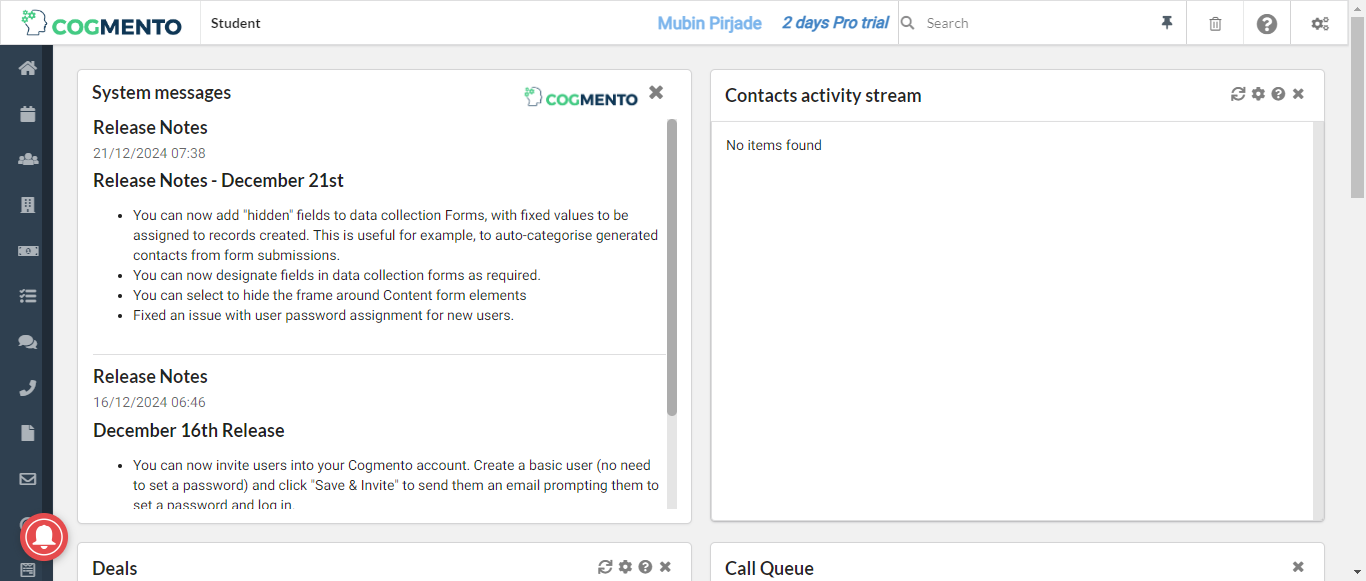 COGMENTO
Student
Mubin Pirjade
2 days Pro trial
Search
System messages
COGMENTO
Release Notes
21/12/2024 07:38
Release Notes - December 21st
You can now add "hidden" fields to data collection Forms, with fixed values to be
assigned to records created. This is useful for example, to auto-categorise generated
contacts from form submissions.
You can now designate fields in data collection forms as required.
You can select to hide the frame around Content form elements
Fixed an issue with user password assignment for new users.
Release Notes
16/12/2024 06:46
December 16th Release
You can now invite users into your Cogmento account. Create a basic user (no need
to set a password) and click "Save & Invite" to send them an email prompting them to
set a password and log in.
Contacts activity stream
No items found
Deals
Call Queue